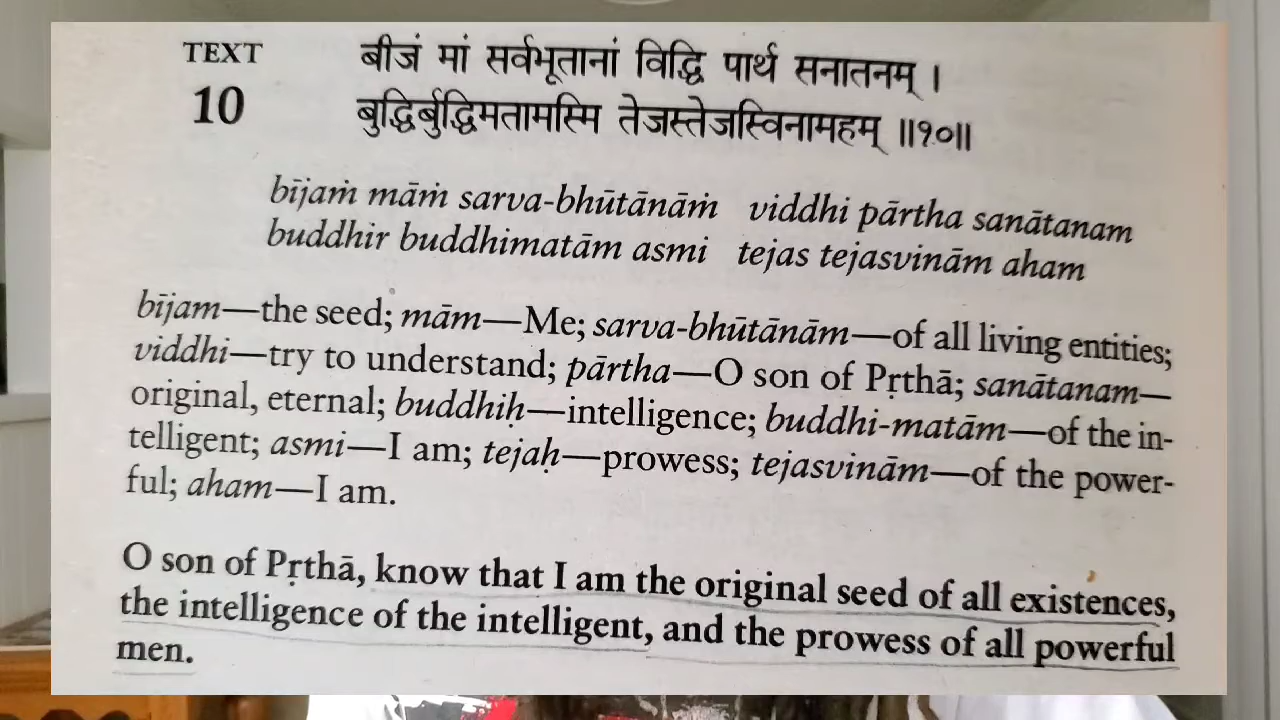 TEXT
10
बीजं मां सर्वभूतानां विद्धि पार्थ सनातनम् ।
बुद्धिर्बुद्धिमतामस्मि तेजस्तेजस्विनामहम् ॥१०॥
bījaṁ māṁ sarva-bhūtānāṁ viddhi pārtha sanātanam
buddhir buddhimatām asmi tejas tejasvinām aham
bījam—the seed; mām—Me; sarva-bhūtānām—of all living entities;
viddhi—try to understand; pārtha—O son of Pṛthā; sanātanam—
original, eternal; buddhiḥ—intelligence; buddhi-matām—of the in-
telligent; asmi—I am; tejaḥ—prowess; tejasvinām—of the power-
ful; aham—I am.
O son of Pṛthā, know that I am the original seed of all existences,
the intelligence of the intelligent, and the prowess of all powerful
men.